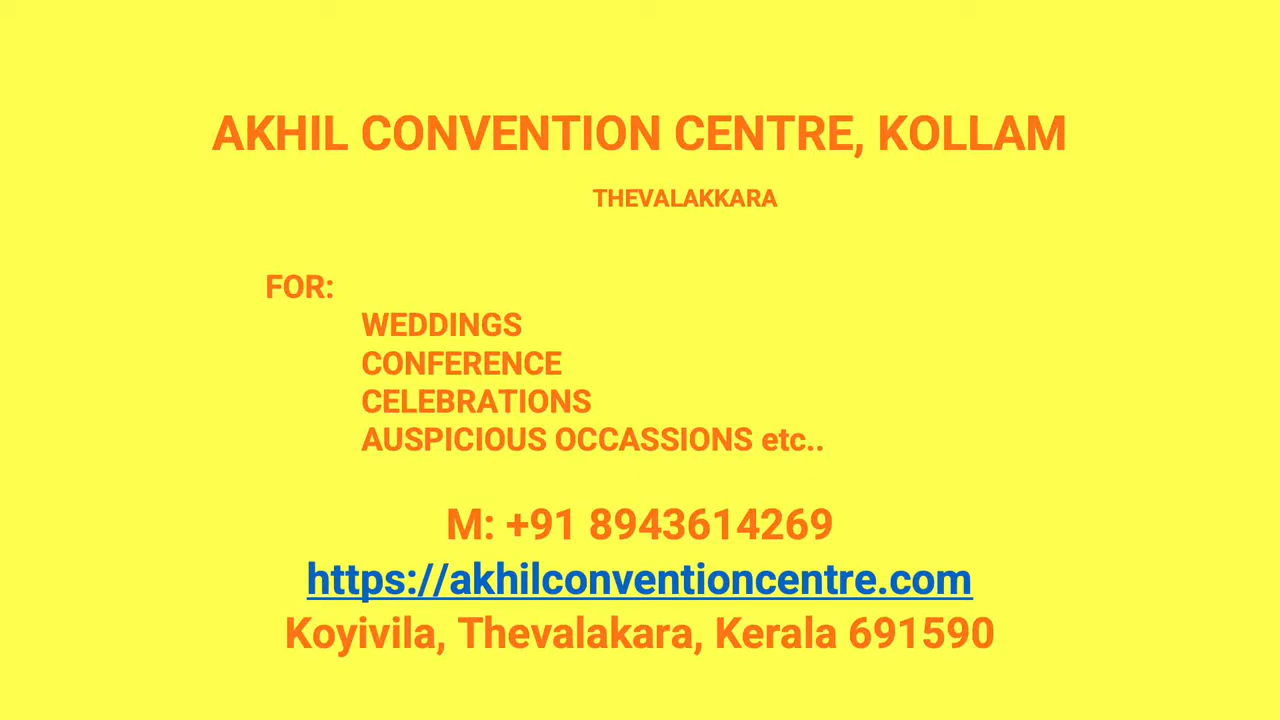 AKHIL CONVENTION CENTRE, KOLLAM
THEVALAKKARA
FOR:
WEDDINGS
CONFERENCE
CELEBRATIONS
AUSPICIOUS OCCASSIONS etc..
M: +91 8943614269
https://akhilconventioncentre.com
Koyivila, Thevalakara, Kerala 691590